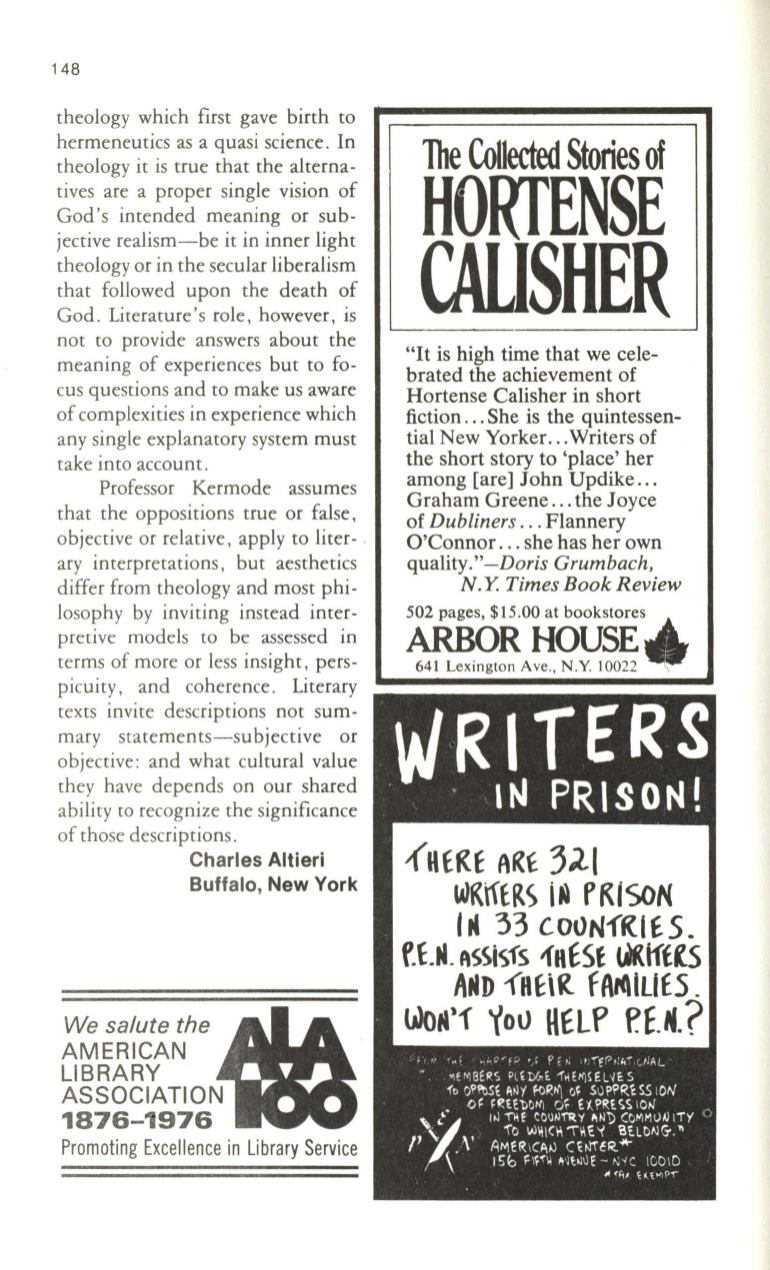 148
theology which first gave birth to
hermeneutics as a quasi science. In
theology it is true that the alterna-
tives are a proper single vision of
God's intended meaning or sub-
jective realism—be it in inner light
theology or in the secular liberalism
that followed upon the death of
God. Literature's role, however, is
not to provide answers about the
meaning of experiences but to fo-
cus questions and to make us aware
of complexities in experience which
any single explanatory system must
take into account.
Professor Kermode assumes
that the oppositions true or false,
objective or relative, apply to liter-
ary interpretations, but aesthetics
differ from theology and most phi-
losophy by inviting instead inter-
pretive models to be assessed in
terms of more or less insight, pers-
picuity, and coherence. Literary
texts invite descriptions not sum-
mary statements—subjective or
objective: and what cultural value
they have depends on our shared
ability to recognize the significance
of those descriptions.
Charles Altieri
Buffalo, New York
We salute the
AMERICAN
LIBRARY
ASSOCIATION
1876–1976
ALA
100
Promoting Excellence in Library Service
The Collected Stories of
HORTENSE
CALISHER
"It is high time that we cele-
brated the achievement of
Hortense Calisher in short
fiction...She is the quintessen-
tial New Yorker...Writers of
the short story to 'place' her
among [are] John Updike...
Graham Greene...the Joyce
of Dubliners...Flannery
O'Connor...she has her own
quality."—Doris Grumbach,
N.Y. Times Book Review
502 pages, $15.00 at bookstores
ARBOR HOUSE
641 Lexington Ave., N.Y. 10022
WRITERS
IN PRISON!
THERE ARE 321
WRITERS IN PRISON
IN 33 COUNTRIES.
P.E.N. ASSISTS THESE WRITERS
AND THEIR FAMILIES.
WON'T YOU HELP P.E.N.?
THE CHARTER OF PEN INTERNATIONAL
"...MEMBERS PLEDGE THEMSELVES
TO OPPOSE ANY FORM OF SUPPRESSION
OF FREEDOM OF EXPRESSION
IN THE COUNTRY AND COMMUNITY
TO WHICH THEY BELONG."
P E N
AMERICAN CENTER*
156 FIFTH AVENUE – NYC 10010
*TAX EXEMPT